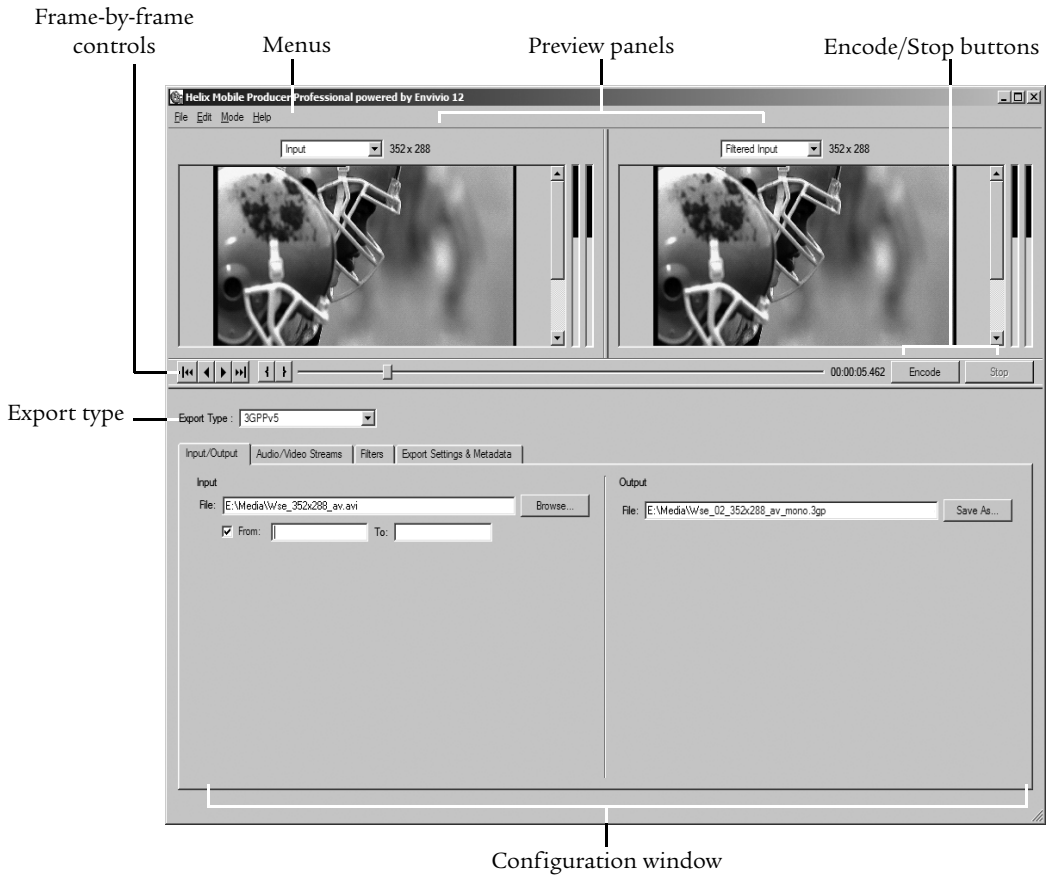 Frame-by-frame
controls
Menus
Preview panels
Encode/Stop buttons
Helix Mobile Producer Professional powered by Envivio 12
File Edit Mode Help
Input 352 x 288
Filtered Input 352 x 288
00:00:05.462 Encode Stop
Export type
Export Type : 3GPPv5
Input/Output Audio/Video Streams Filters Export Settings & Metadata
Input
File: E:\Media\Wse_352x288_av.avi Browse...
From: To:
Output
File: E:\Media\Wse_02_352x288_av_mono.3gp Save As...
Configuration window